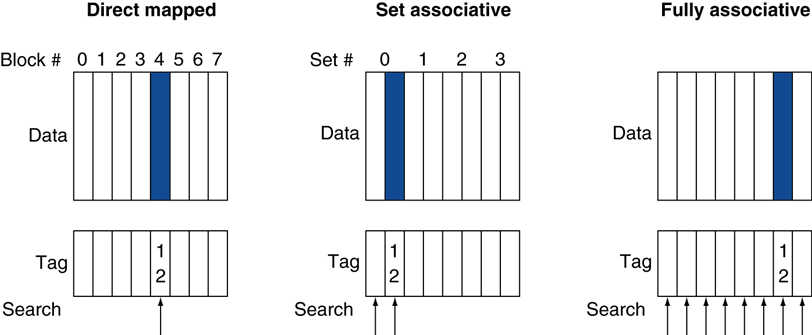 Direct mapped
Block # 0 1 2 3 4 5 6 7
Data
Tag
1
2
Search
Set associative
Set # 0 1 2 3
Data
Tag
1
2
Search
Fully associative
Data
Tag
1
2
Search